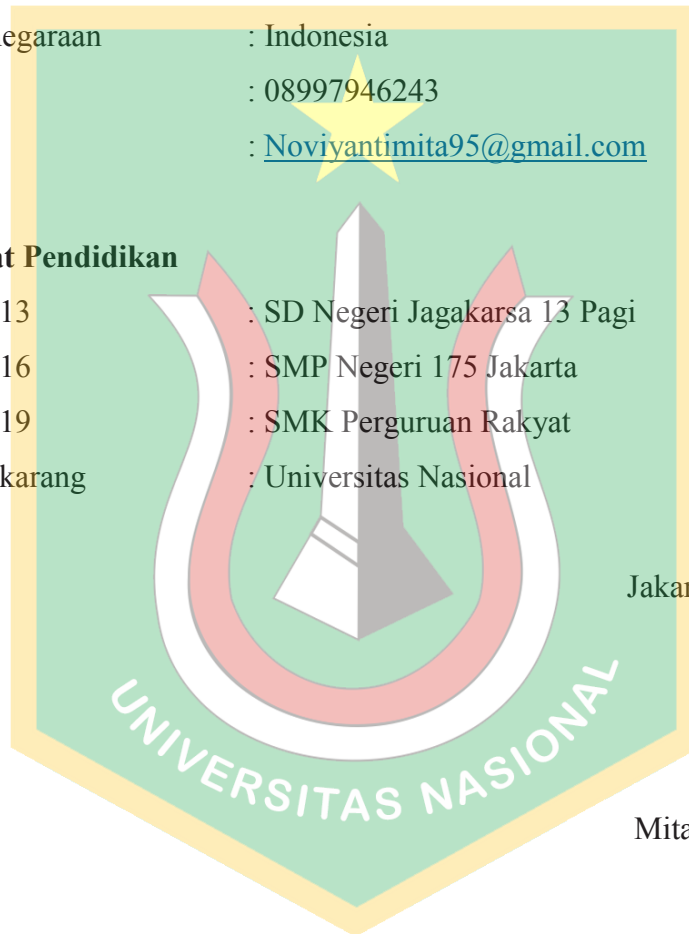 egaraan : Indonesia
: 08997946243
: Noviyantimita95@gmail.com
at Pendidikan
13 : SD Negeri Jagakarsa 13 Pagi
16 : SMP Negeri 175 Jakarta
19 : SMK Perguruan Rakyat
karang : Universitas Nasional
Jakar
UNIVERSITAS NASIONAL
Mita